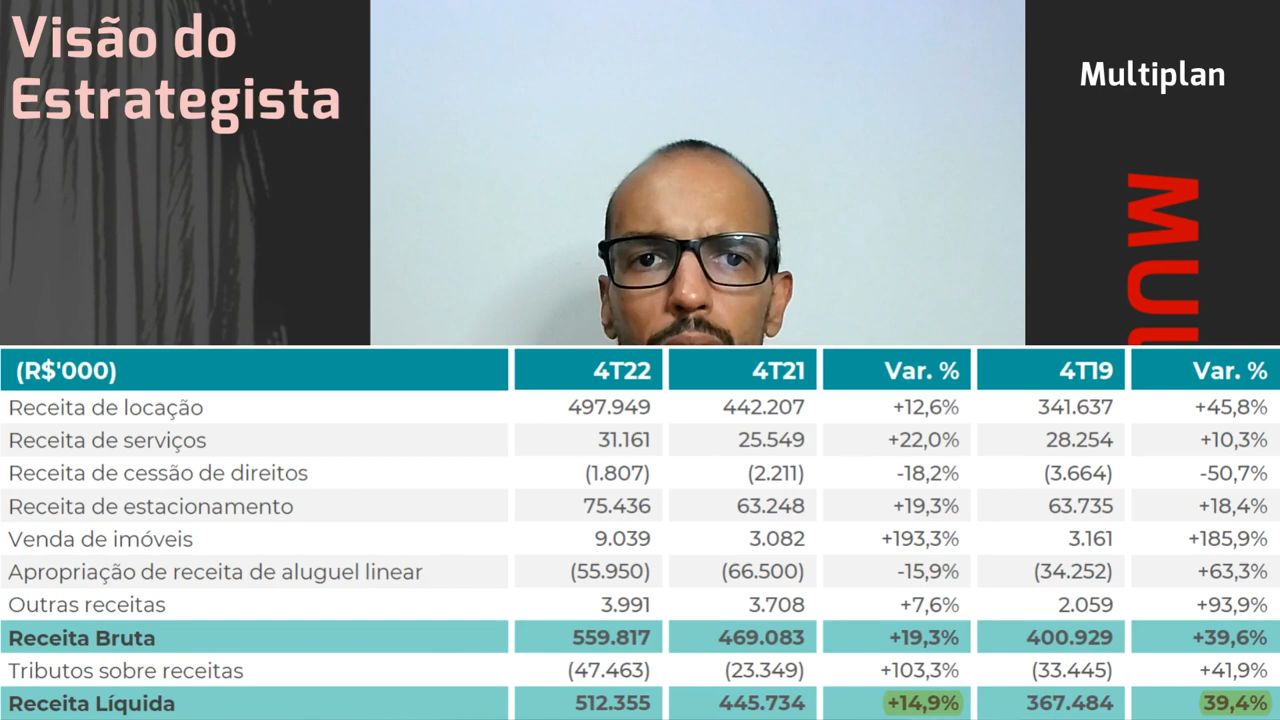 Visão do
Estrategista
Multiplan
MUL
(R$'000) 4T22 4T21 Var. % 4T19 Var. %
Receita de locação 497.949 442.207 +12,6% 341.637 +45,8%
Receita de serviços 31.161 25.549 +22,0% 28.254 +10,3%
Receita de cessão de direitos (1.807) (2.211) -18,2% (3.664) -50,7%
Receita de estacionamento 75.436 63.248 +19,3% 63.735 +18,4%
Venda de imóveis 9.039 3.082 +193,3% 3.161 +185,9%
Apropriação de receita de aluguel linear (55.950) (66.500) -15,9% (34.252) +63,3%
Outras receitas 3.991 3.708 +7,6% 2.059 +93,9%
Receita Bruta 559.817 469.083 +19,3% 400.929 +39,6%
Tributos sobre receitas (47.463) (23.349) +103,3% (33.445) +41,9%
Receita Líquida 512.355 445.734 +14,9% 367.484 39,4%